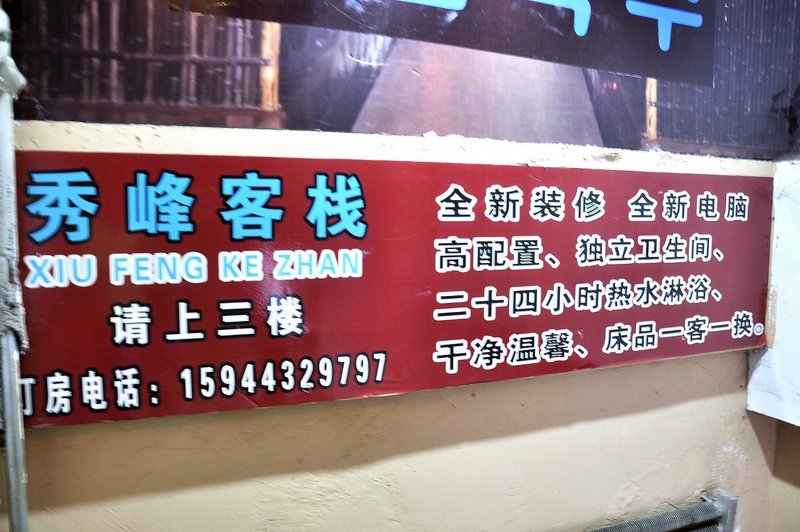 秀峰客栈
XIU FENG KE ZHAN
请上三楼
订房电话：15944329797
全新装修 全新电脑
高配置、独立卫生间、
二十四小时热水淋浴、
干净温馨、床品一客一换。